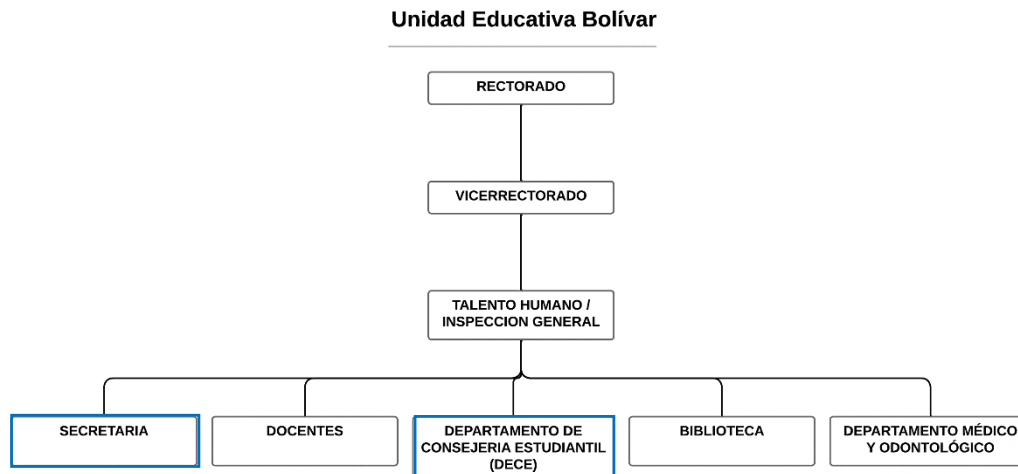 Unidad Educativa Bolívar
RECTORADO
VICERRECTORADO
TALENTO HUMANO /
INSPECCION GENERAL
SECRETARIA
DOCENTES
DEPARTAMENTO DE
CONSEJERIA ESTUDIANTIL
(DECE)
BIBLIOTECA
DEPARTAMENTO MÉDICO
Y ODONTOLÓGICO